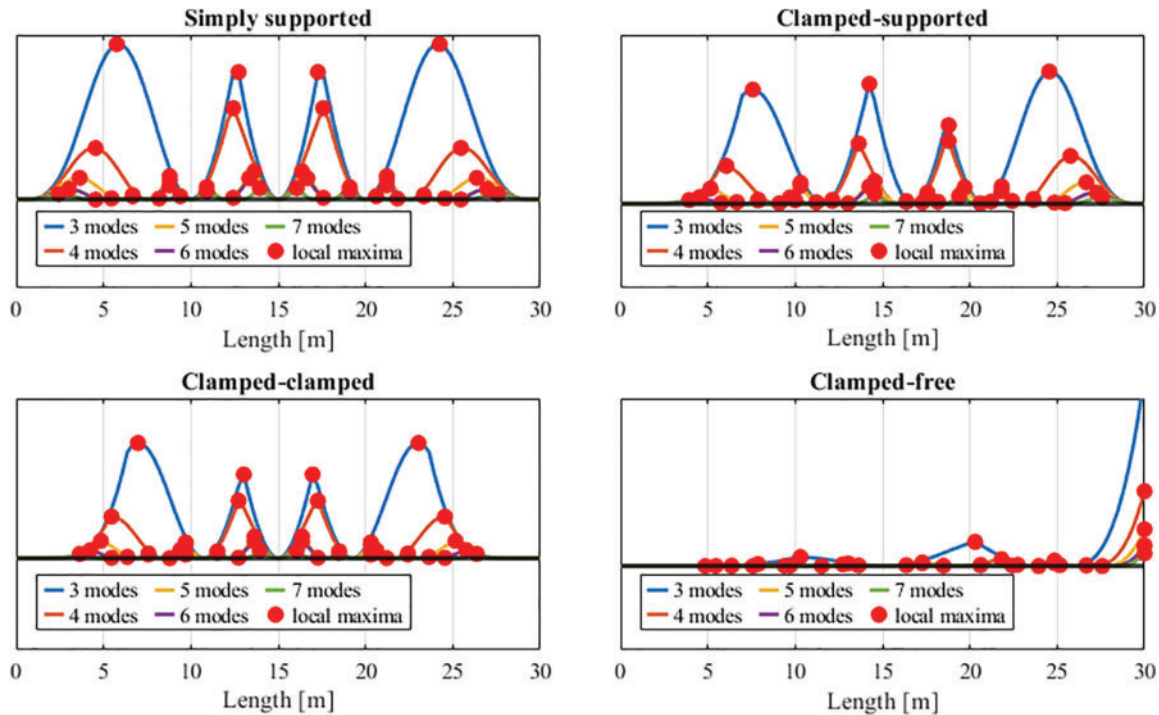 Simply supported
3 modes 5 modes 7 modes
4 modes 6 modes local maxima
0 5 10 15 20 25 30
Length [m]
Clamped-supported
3 modes 5 modes 7 modes
4 modes 6 modes local maxima
0 5 10 15 20 25 30
Length [m]
Clamped-clamped
3 modes 5 modes 7 modes
4 modes 6 modes local maxima
0 5 10 15 20 25 30
Length [m]
Clamped-free
3 modes 5 modes 7 modes
4 modes 6 modes local maxima
0 5 10 15 20 25 30
Length [m]